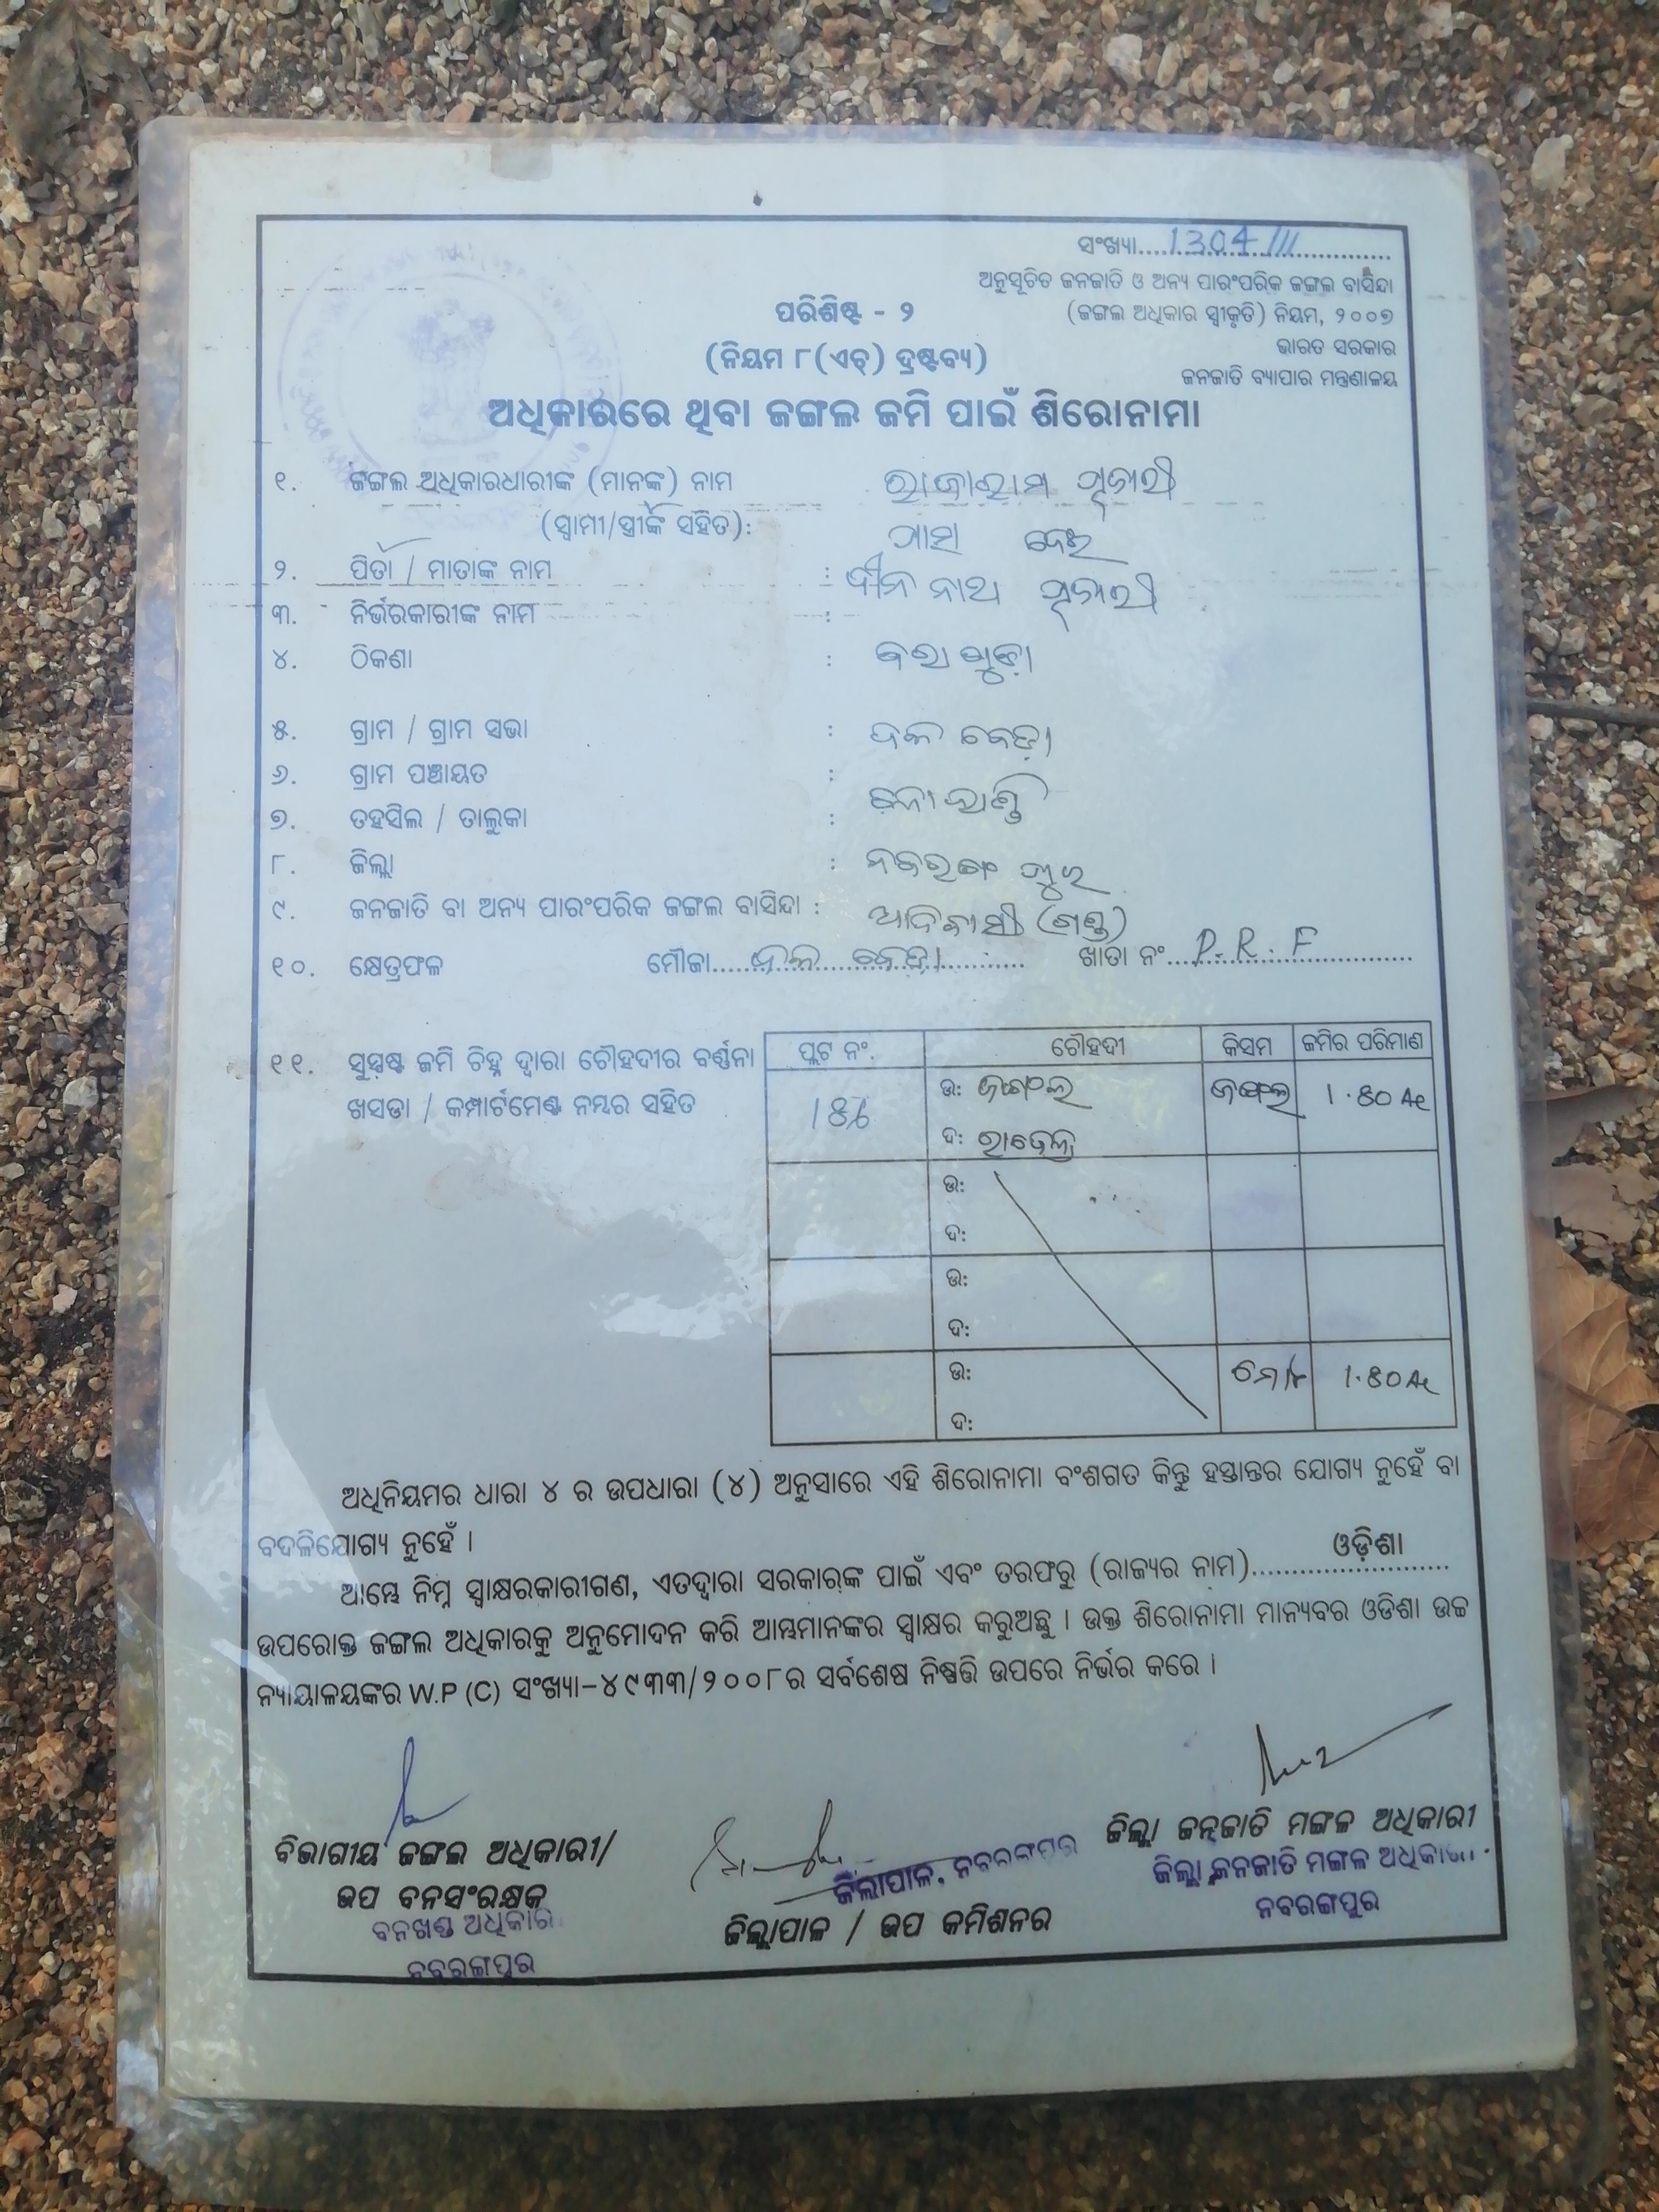 ସଂଖ୍ୟା....1304/III
ଅନୁସୂଚିତ ଜନଜାତି ଓ ଅନ୍ୟ ପାରଂପରିକ ଜଙ୍ଗଲ ବାସିନ୍ଦା
(ଜଙ୍ଗଲ ଅଧିକାର ସ୍ୱୀକୃତି) ନିୟମ, ୨୦୦୭
ଭାରତ ସରକାର
ଜନଜାତି ବ୍ୟାପାର ମନ୍ତ୍ରଣାଳୟ
ପରିଶିଷ୍ଟ - ୨
(ନିୟମ ୮(ଏଚ୍) ଦ୍ରଷ୍ଟବ୍ୟ)
ଅଧିକାରରେ ଥିବା ଜଙ୍ଗଲ ଜମି ପାଇଁ ଶିରୋନାମା
୧. ଜଙ୍ଗଲ ଅଧିକାରଧାରୀଙ୍କ (ମାନଙ୍କ) ନାମ ରାଜାରାମ ପୂଜାରୀ
(ସ୍ୱାମୀ/ସ୍ତ୍ରୀଙ୍କ ସହିତ):
୨. ପିତା / ମାତାଙ୍କ ନାମ : ଦୀନ ନାଥ ପୂଜାରୀ
୩. ନିର୍ଭରକାରୀଙ୍କ ନାମ :
୪. ଠିକଣା :
୫. ଗ୍ରାମ / ଗ୍ରାମ ସଭା :
୬. ଗ୍ରାମ ପଞ୍ଚାୟତ :
୭. ତହସିଲ / ତାଲୁକା :
୮. ଜିଲ୍ଲା : ନବରଙ୍ଗ ପୁର
୯. ଜନଜାତି ବା ଅନ୍ୟ ପାରଂପରିକ ଜଙ୍ଗଲ ବାସିନ୍ଦା : ଆଦିବାସୀ (ଗଣ୍ଡ)
୧୦. କ୍ଷେତ୍ରଫଳ ମୌଜା.... ଖାତା ନଂ....P.R.F
୧୧. ସୁସ୍ପଷ୍ଟ ଜମି ଚିହ୍ନ ଦ୍ୱାରା ଚୌହଦୀର ବର୍ଣ୍ଣନା
ଖସଡା / କମ୍ପାର୍ଟମେଣ୍ଟ ନମ୍ବର ସହିତ
ପ୍ଲଟ ନଂ. ଚୌହଦୀ କିସମ ଜମିର ପରିମାଣ
ଉ: ଜଙ୍ଗଲ ଜଙ୍ଗଲ 1.80 Ac
ଦ: ରାଜେନ୍ଦ୍ର
ଉ:
ଦ:
ଉ:
ଦ:
ଉ: ମୋଟ 1.80 Ac
ଦ:
ଅଧିନିୟମର ଧାରା ୪ ର ଉପଧାରା (୪) ଅନୁସାରେ ଏହି ଶିରୋନାମା ବଂଶଗତ କିନ୍ତୁ ହସ୍ତାନ୍ତର ଯୋଗ୍ୟ ନୁହେଁ ବା
ବଦଳିଯୋଗ୍ୟ ନୁହେଁ ।
ଆମ୍ଭେ ନିମ୍ନ ସ୍ୱାକ୍ଷରକାରୀଗଣ, ଏତଦ୍ୱାରା ସରକାରଙ୍କ ପାଇଁ ଏବଂ ତରଫରୁ (ରାଜ୍ୟର ନାମ)....ଓଡ଼ିଶା
ଉପରୋକ୍ତ ଜଙ୍ଗଲ ଅଧିକାରକୁ ଅନୁମୋଦନ କରି ଆମ୍ଭମାନଙ୍କର ସ୍ୱାକ୍ଷର କରୁଅଛୁ । ଉକ୍ତ ଶିରୋନାମା ମାନ୍ୟବର ଓଡିଶା ଉଚ୍ଚ
ନ୍ୟାୟାଳୟଙ୍କର W.P (C) ସଂଖ୍ୟା-୪୯୩୩/୨୦୦୮ର ସର୍ବଶେଷ ନିଷ୍ପତ୍ତି ଉପରେ ନିର୍ଭର କରେ ।
ବିଭାଗୀୟ ଜଙ୍ଗଲ ଅଧିକାରୀ/
ଉପ ବନସଂରକ୍ଷକ
ବନଖଣ୍ଡ ଅଧିକାରୀ
ନବରଙ୍ଗପୁର
ଜିଲ୍ଲାପାଳ, ନବରଙ୍ଗପୁର
ଜିଲ୍ଲାପାଳ / ଉପ କମିଶନର
ଜିଲ୍ଲା ଜନଜାତି ମଙ୍ଗଳ ଅଧିକାରୀ
ଜିଲ୍ଲା ଜନଜାତି ମଙ୍ଗଳ ଅଧିକାରୀ
ନବରଙ୍ଗପୁର